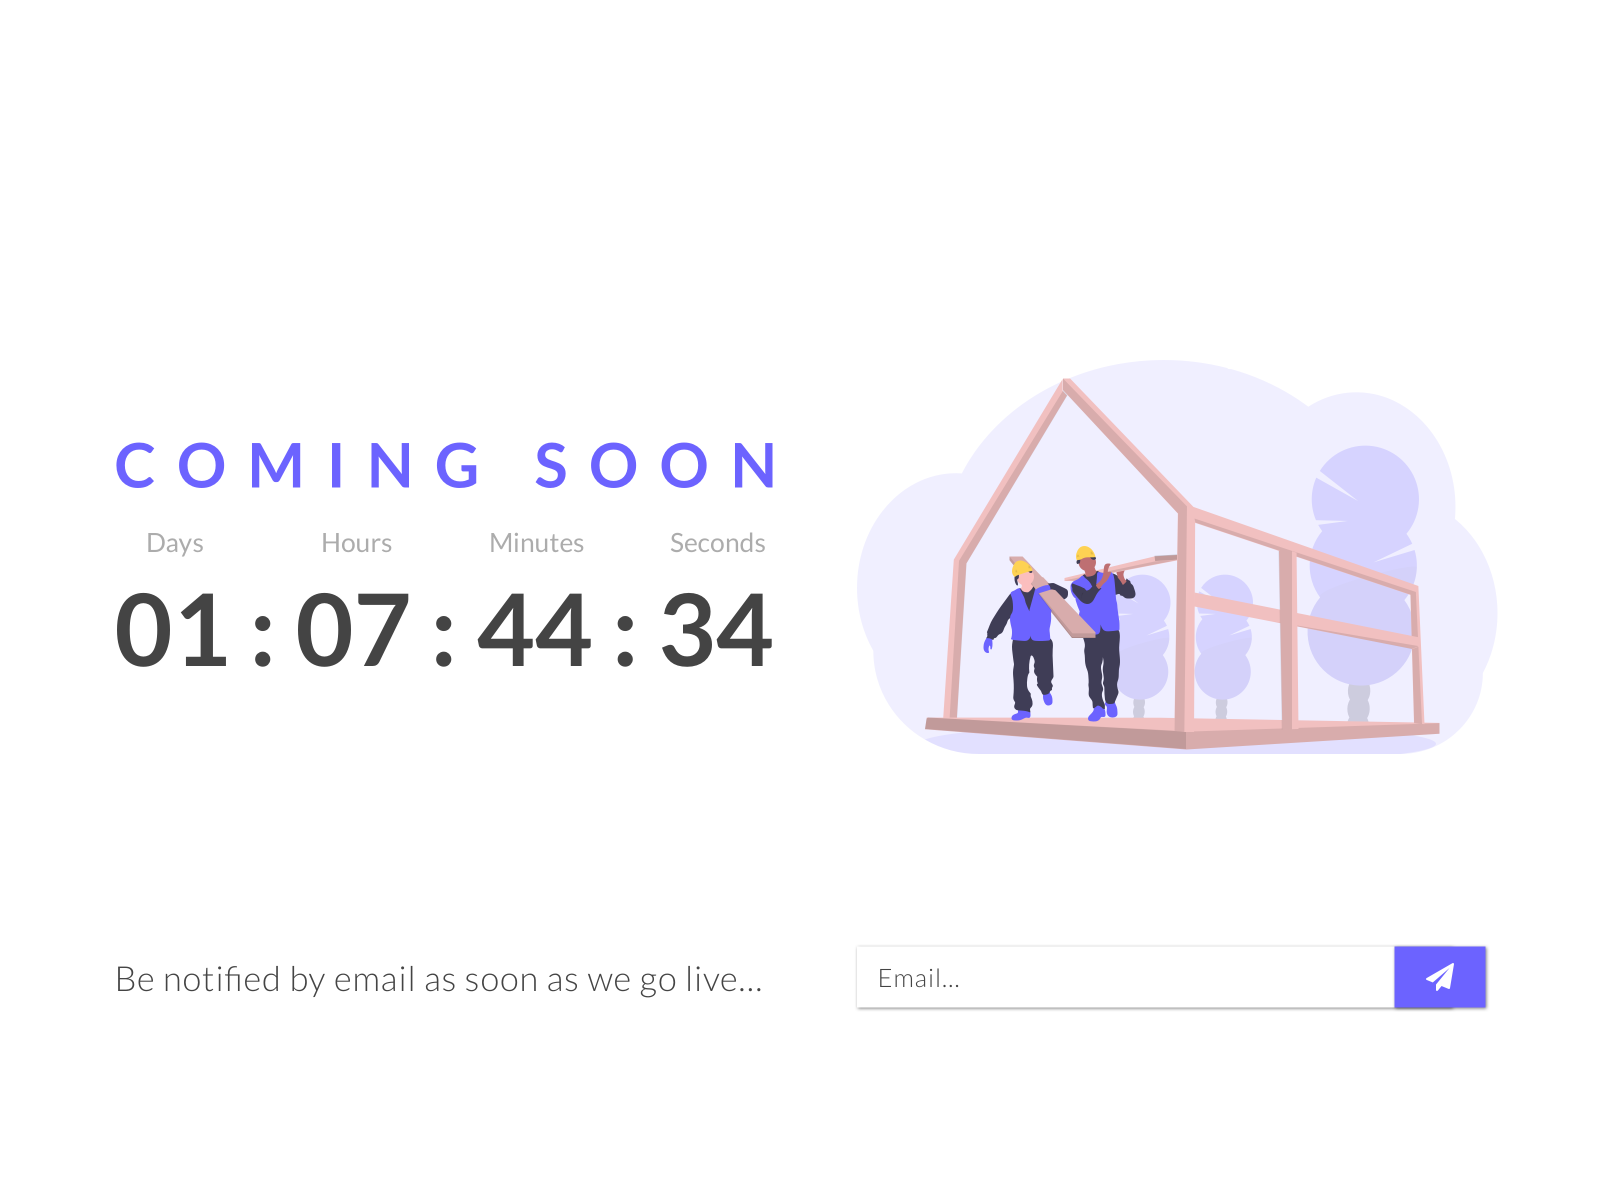 COMING SOON
Days Hours Minutes Seconds
01 : 07 : 44 : 34
Be notified by email as soon as we go live...
Email...